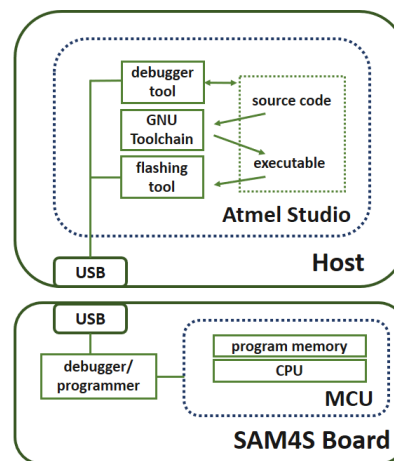 debugger
tool
source code
GNU
Toolchain
executable
flashing
tool
Atmel Studio
Host
USB
USB
debugger/
programmer
program memory
CPU
MCU
SAM4S Board